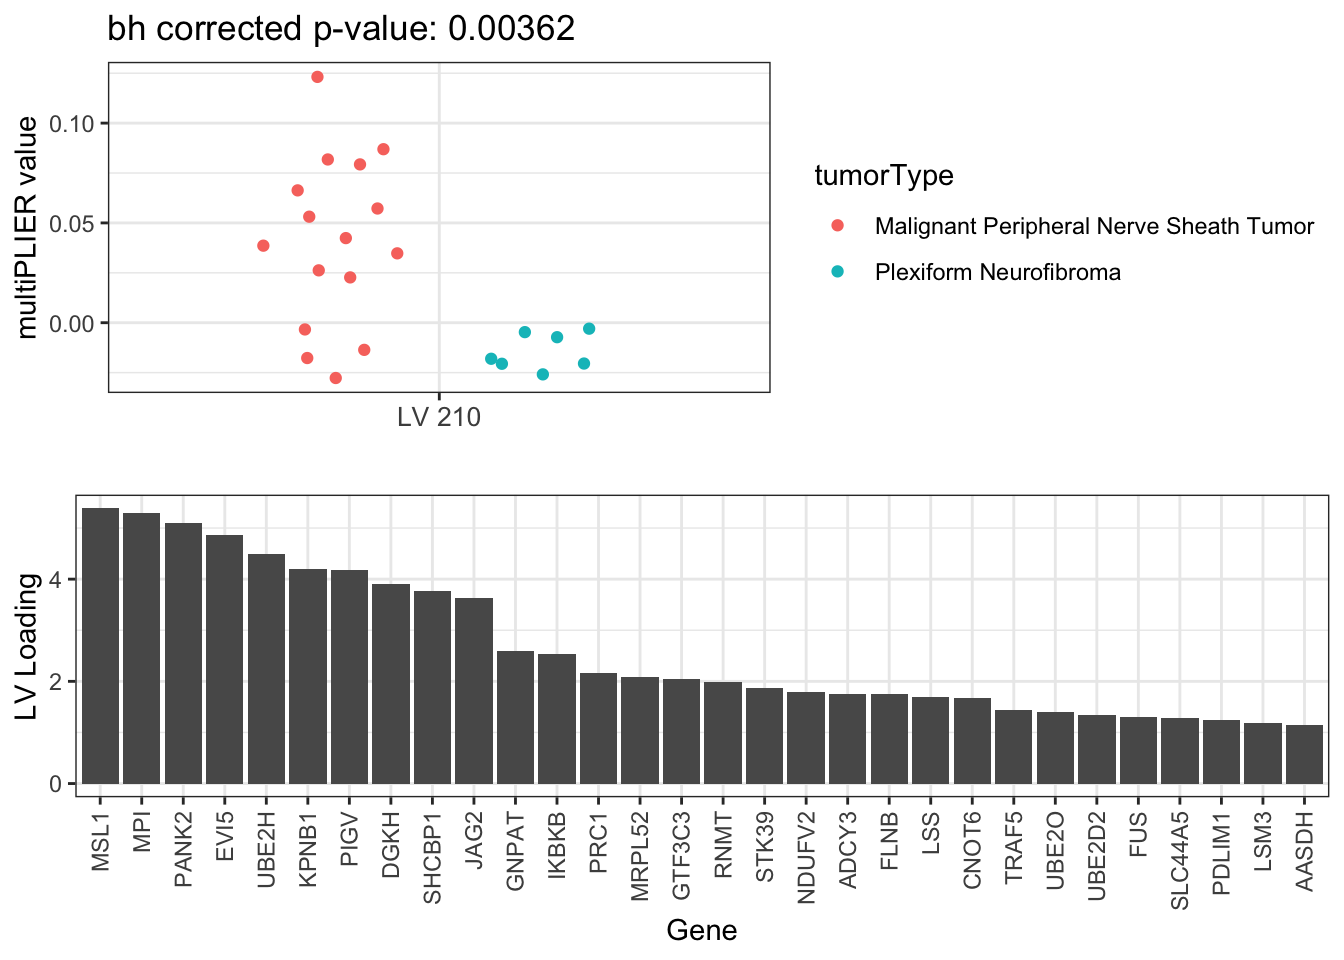 bh corrected p-value: 0.00362
multiPLIER value
0.10
0.05
0.00
LV 210
tumorType
Malignant Peripheral Nerve Sheath Tumor
Plexiform Neurofibroma
LV Loading
4
2
0
MSL1
MPI
PANK2
EVI5
UBE2H
KPNB1
PIGV
DGKH
SHCBP1
JAG2
GNPAT
IKBKB
PRC1
MRPL52
GTF3C3
RNMT
STK39
NDUFV2
ADCY3
FLNB
LSS
CNOT6
TRAF5
UBE2O
UBE2D2
FUS
SLC44A5
PDLIM1
LSM3
AASDH
Gene